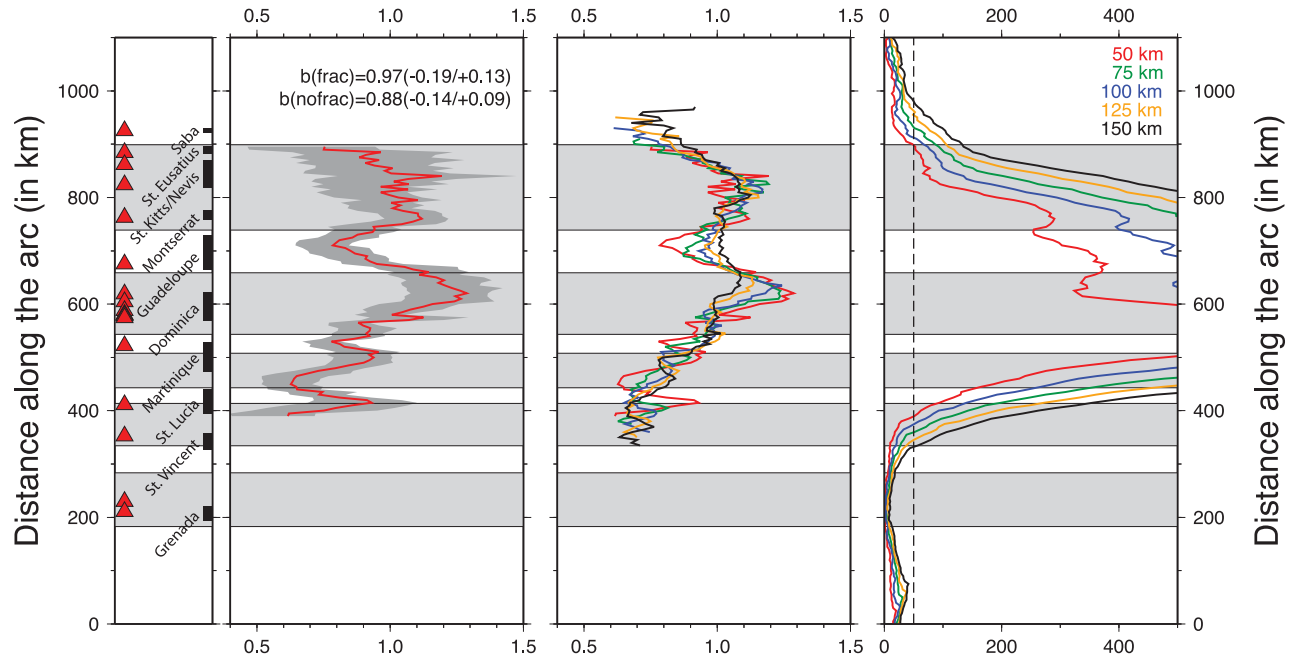 0.5 1.0 1.5 0.5 1.0 1.5 0 200 400
Distance along the arc (in km)
0
200
400
600
800
1000
Saba
St. Eusatius
St. Kitts/Nevis
Montserrat
Guadeloupe
Dominica
Martinique
St. Lucia
St. Vincent
Grenada
b(frac)=0.97(-0.19/+0.13)
b(nofrac)=0.88(-0.14/+0.09)
50 km
75 km
100 km
125 km
150 km
1000
800
600
400
200
0
Distance along the arc (in km)
0.5 1.0 1.5 0.5 1.0 1.5 0 200 400